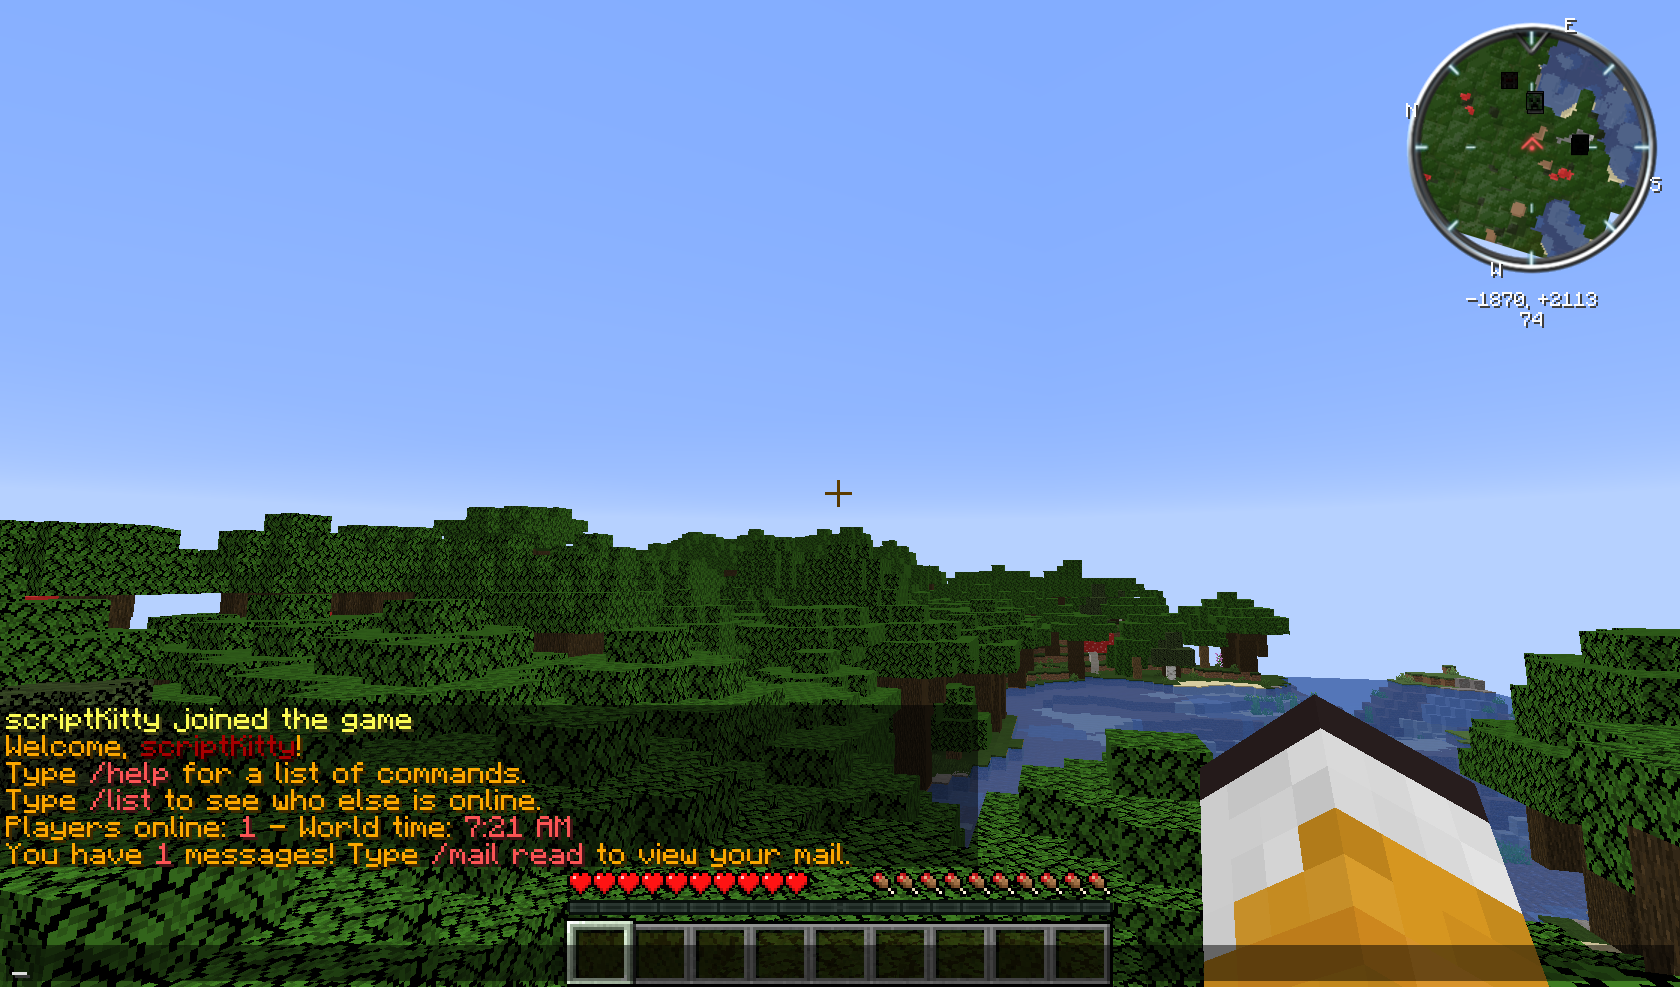 E
N
S
W
-1870, +2113
74
scriptKitty joined the game
Welcome, scriptKitty!
Type /help for a list of commands.
Type /list to see who else is online.
Players online: 1 - World time: 7:21 AM
You have 1 messages! Type /mail read to view your mail.
_